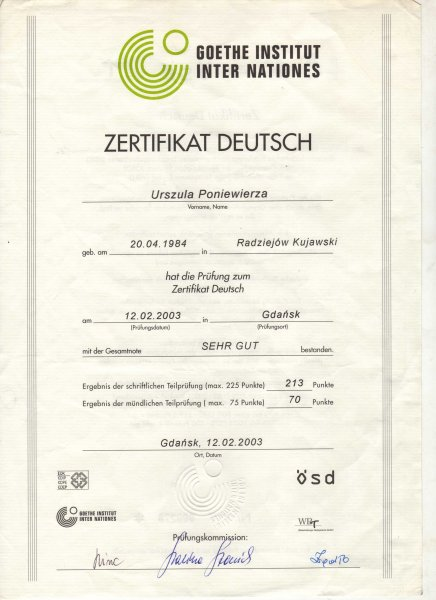 GOETHE INSTITUT
INTER NATIONES
ZERTIFIKAT DEUTSCH
Urszula Poniewierza
Vorname, Name
geb. am 20.04.1984 in Radziejów Kujawski
hat die Prüfung zum
Zertifikat Deutsch
am 12.02.2003 in Gdańsk
(Prüfungsdatum) (Prüfungsort)
mit der Gesamtnote SEHR GUT bestanden.
Ergebnis der schriftlichen Teilprüfung (max. 225 Punkte) 213 Punkte
Ergebnis der mündlichen Teilprüfung ( max. 75 Punkte) 70 Punkte
Gdańsk, 12.02.2003
Ort, Datum
ösd
GOETHE INSTITUT
INTER NATIONES
WBT
Prüfungskommission: